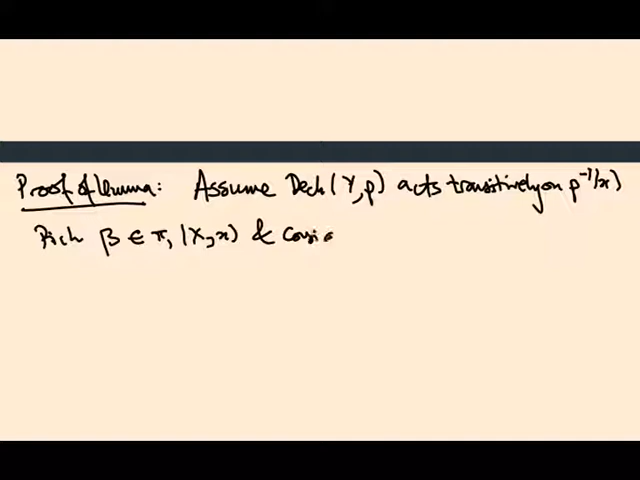 Proof of Lemma: Assume Deck(Y,p) acts transitively on p⁻¹(x)
Pick β ∈ π₁(X,x) & consi